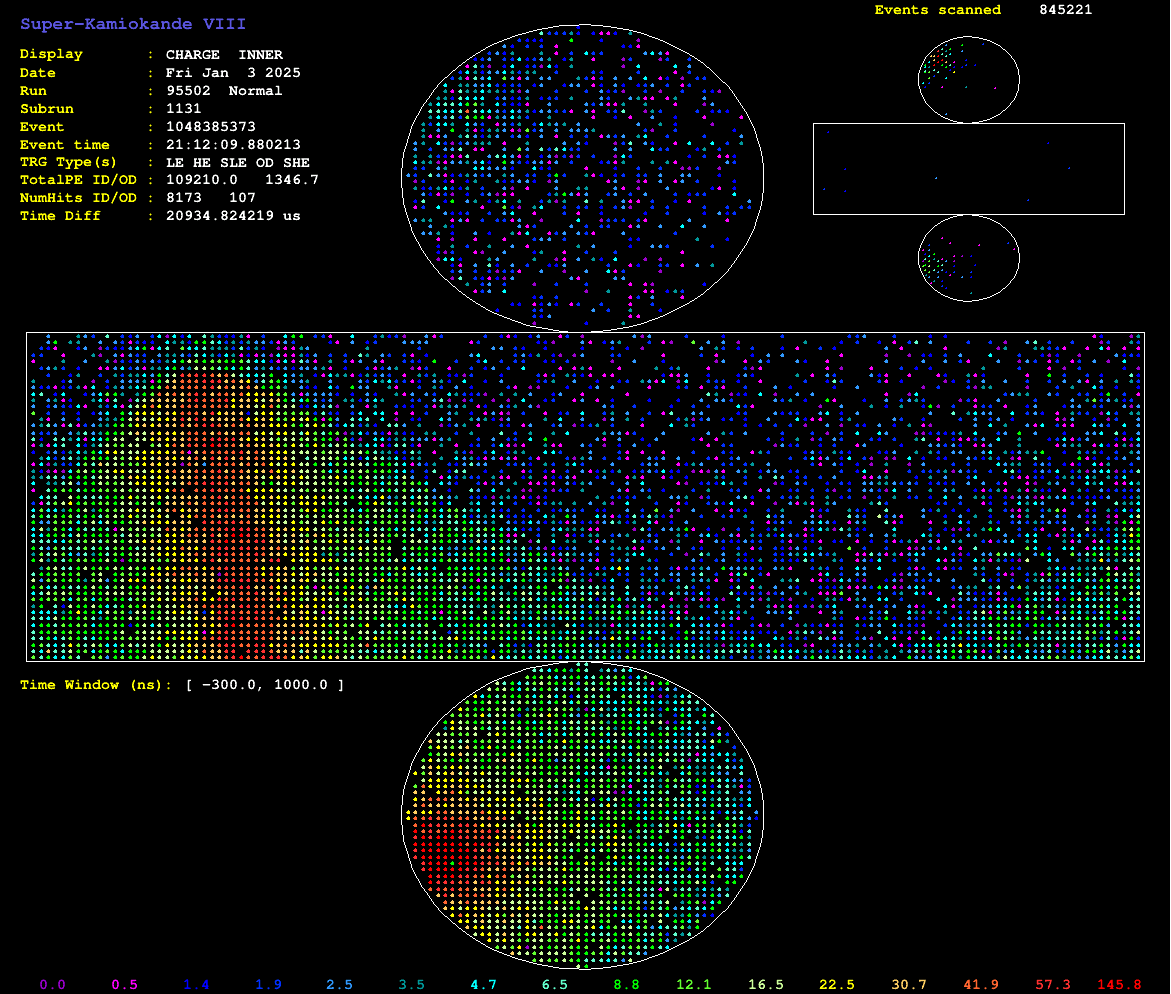 Super-Kamiokande VIII
Events scanned 845221
Display : CHARGE INNER
Date : Fri Jan 3 2025
Run : 95502 Normal
Subrun : 1131
Event : 1048385373
Event time : 21:12:09.880213
TRG Type(s) : LE HE SLE OD SHE
TotalPE ID/OD : 109210.0 1346.7
NumHits ID/OD : 8173 107
Time Diff : 20934.824219 us
Time Window (ns): [ −300.0, 1000.0 ]
0.0 0.5 1.4 1.9 2.5 3.5 4.7 6.5 8.8 12.1 16.5 22.5 30.7 41.9 57.3 145.8